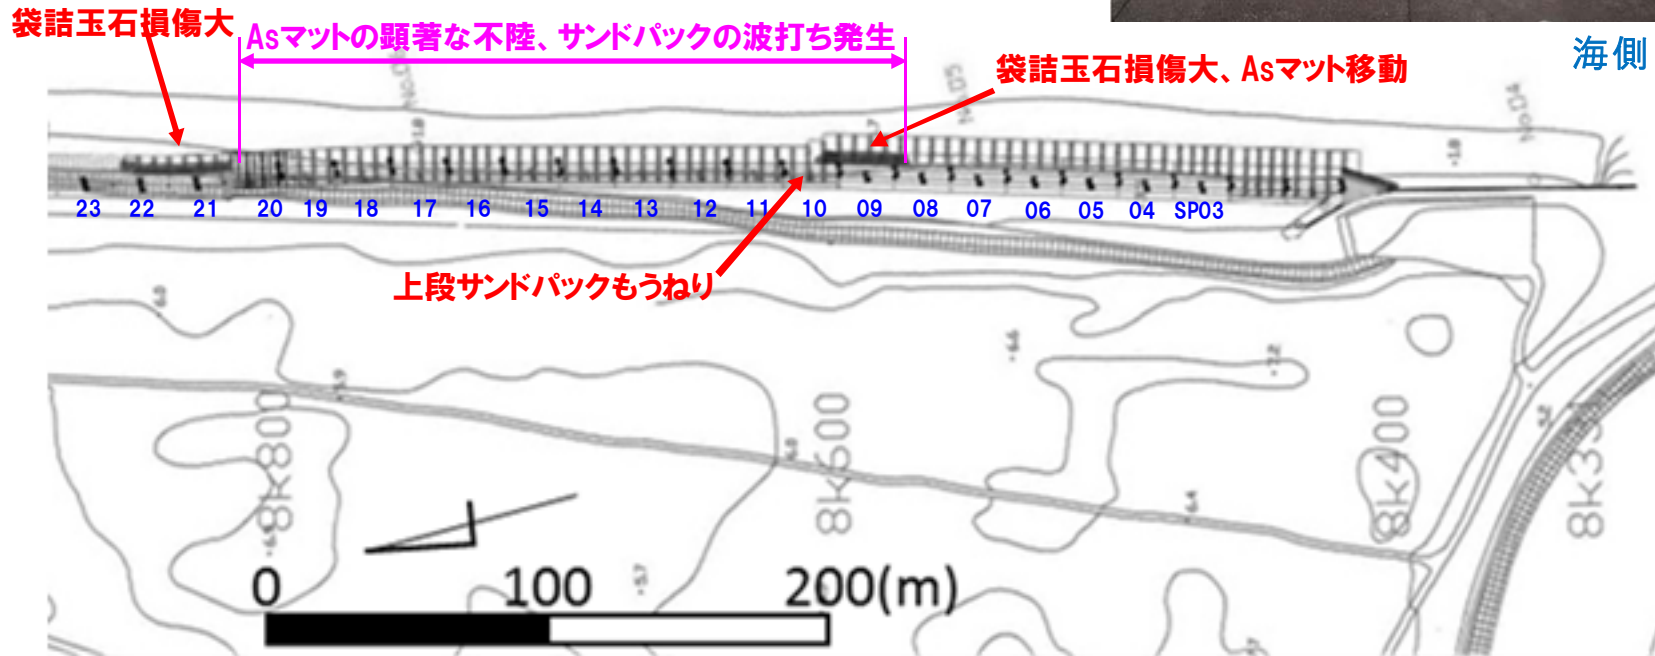 袋詰玉石損傷大
Asマットの顕著な不陸、サンドパックの波打ち発生
海側
袋詰玉石損傷大、Asマット移動
23 22 21 20 19 18 17 16 15 14 13 12 11 10 09 08 07 06 05 04 SP03
上段サンドパックもうねり
8K800
8K600
8K400
0 100 200(m)